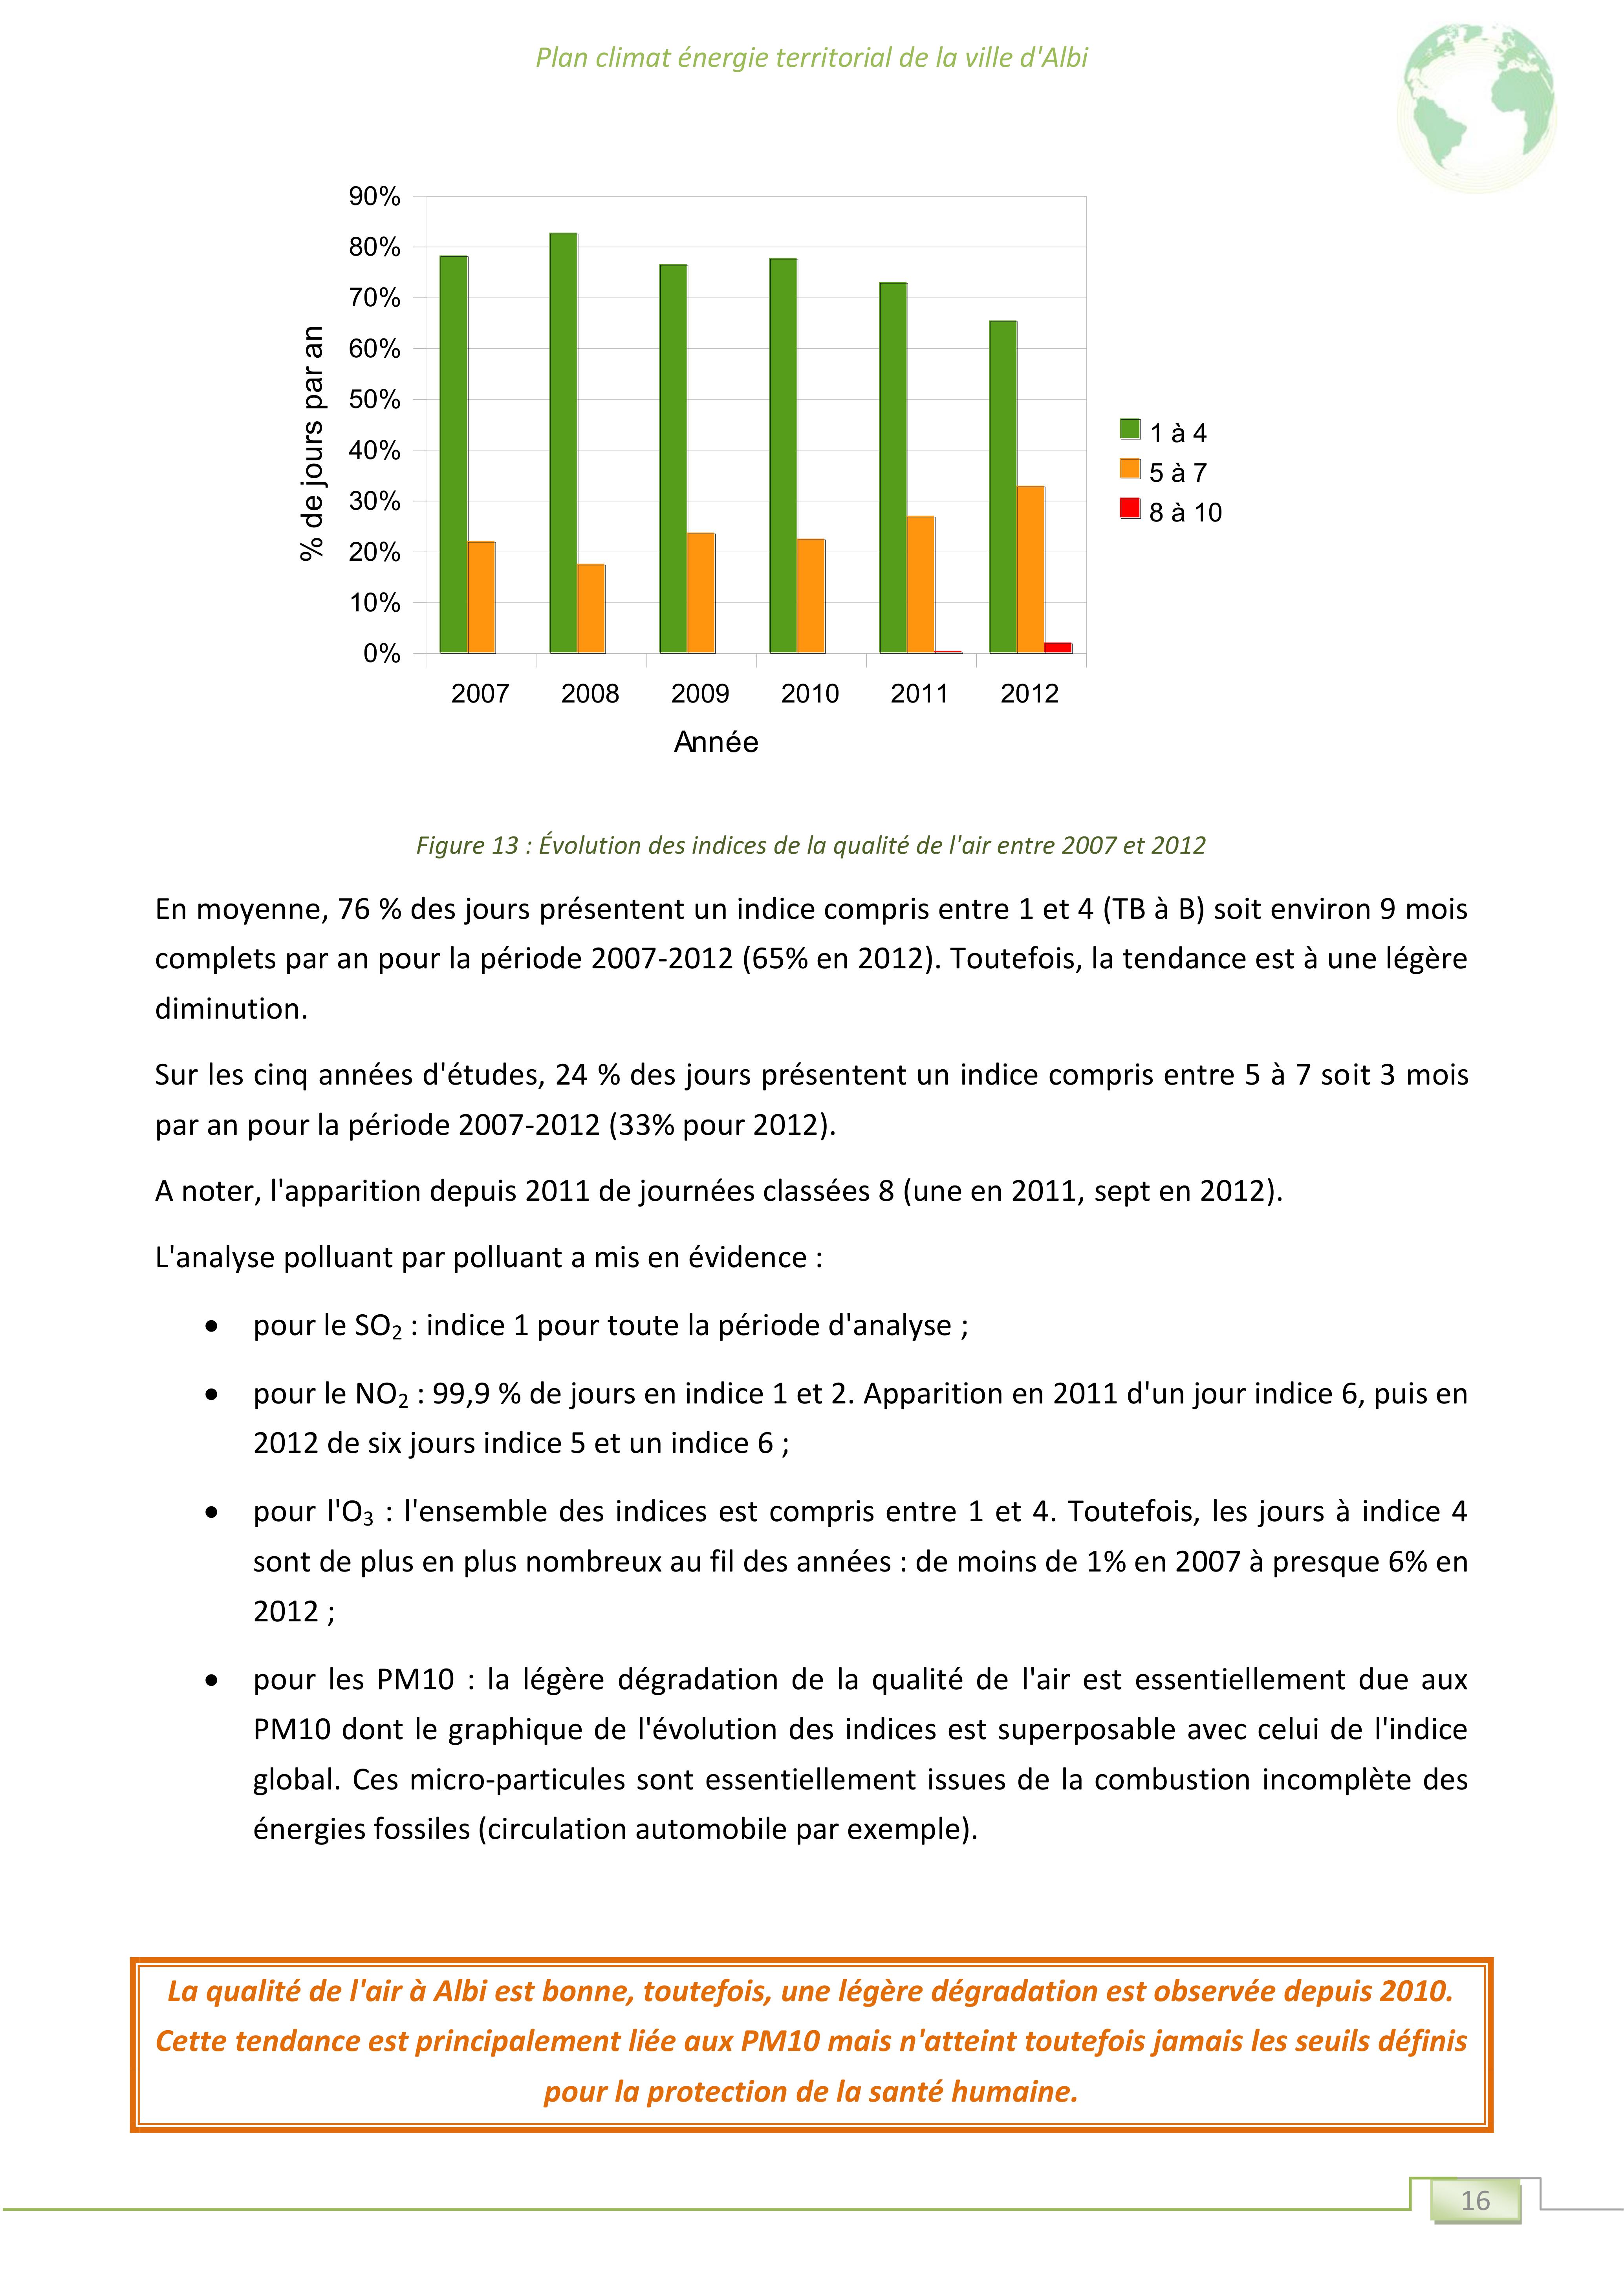 Plan climat énergie territorial de la ville d'Albi
90%
80%
70%
60%
50%
40%
30%
20%
10%
0%
% de jours par an
2007 2008 2009 2010 2011 2012
Année
1 à 4
5 à 7
8 à 10
Figure 13 : Évolution des indices de la qualité de l'air entre 2007 et 2012
En moyenne, 76 % des jours présentent un indice compris entre 1 et 4 (TB à B) soit environ 9 mois
complets par an pour la période 2007-2012 (65% en 2012). Toutefois, la tendance est à une légère
diminution.
Sur les cinq années d'études, 24 % des jours présentent un indice compris entre 5 à 7 soit 3 mois
par an pour la période 2007-2012 (33% pour 2012).
A noter, l'apparition depuis 2011 de journées classées 8 (une en 2011, sept en 2012).
L'analyse polluant par polluant a mis en évidence :
• pour le SO₂ : indice 1 pour toute la période d'analyse ;
• pour le NO₂ : 99,9 % de jours en indice 1 et 2. Apparition en 2011 d'un jour indice 6, puis en
2012 de six jours indice 5 et un indice 6 ;
• pour l'O₃ : l'ensemble des indices est compris entre 1 et 4. Toutefois, les jours à indice 4
sont de plus en plus nombreux au fil des années : de moins de 1% en 2007 à presque 6% en
2012 ;
• pour les PM10 : la légère dégradation de la qualité de l'air est essentiellement due aux
PM10 dont le graphique de l'évolution des indices est superposable avec celui de l'indice
global. Ces micro-particules sont essentiellement issues de la combustion incomplète des
énergies fossiles (circulation automobile par exemple).
La qualité de l'air à Albi est bonne, toutefois, une légère dégradation est observée depuis 2010.
Cette tendance est principalement liée aux PM10 mais n'atteint toutefois jamais les seuils définis
pour la protection de la santé humaine.
16